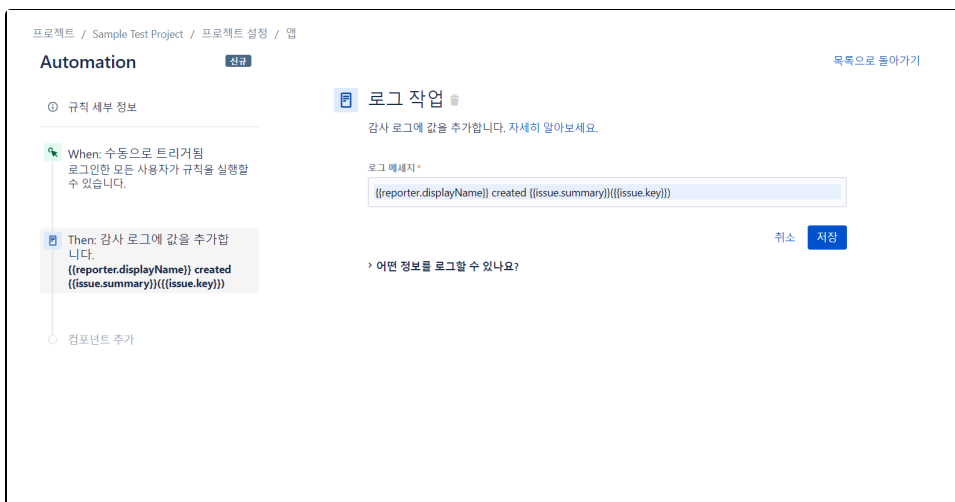 프로젝트 / Sample Test Project / 프로젝트 설정 / 앱
Automation 신규
목록으로 돌아가기
규칙 세부 정보
로그 작업
감사 로그에 값을 추가합니다. 자세히 알아보세요.
When: 수동으로 트리거됨
로그인한 모든 사용자가 규칙을 실행할
수 있습니다.
로그 메세지*
{{reporter.displayName}} created {{issue.summary}}({{issue.key}})
취소 저장
Then: 감사 로그에 값을 추가합
니다.
{{reporter.displayName}} created
{{issue.summary}}({{issue.key}})
› 어떤 정보를 로그할 수 있나요?
컴포넌트 추가